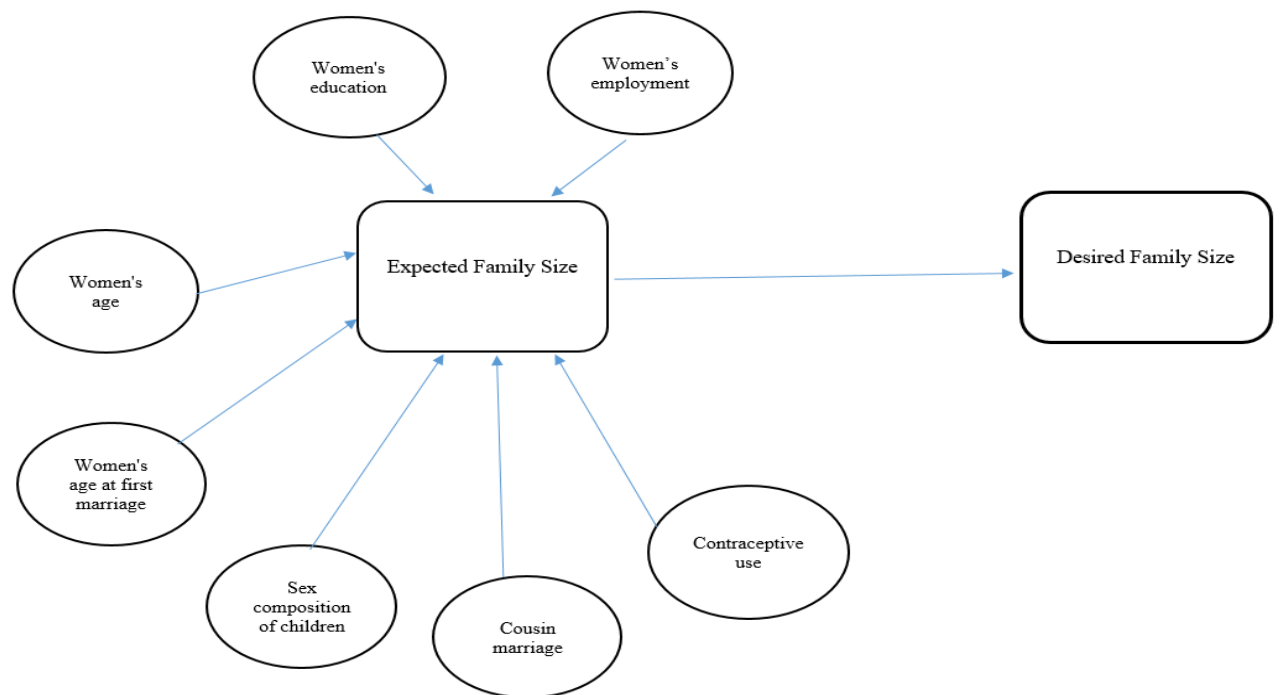 Women's
education
Women’s
employment
Expected Family Size
Desired Family Size
Women's
age
Women's
age at first
marriage
Contraceptive
use
Sex
composition
of children
Cousin
marriage